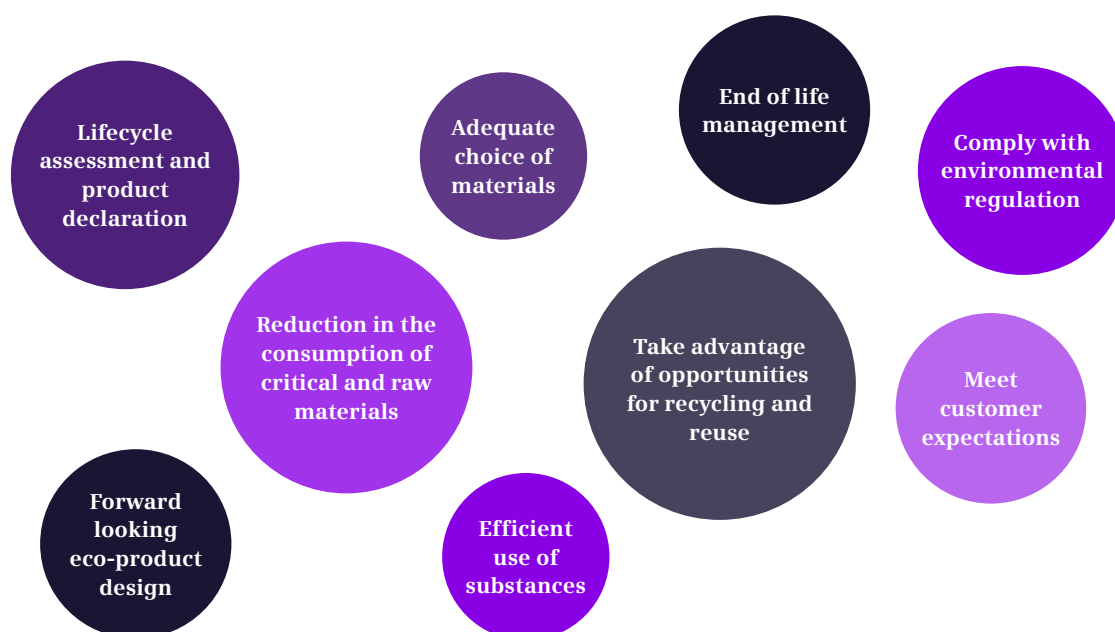 Lifecycle
assessment and
product
declaration
Adequate
choice of
materials
End of life
management
Comply with
environmental
regulation
Reduction in the
consumption of
critical and raw
materials
Take advantage
of opportunities
for recycling and
reuse
Meet
customer
expectations
Forward
looking
eco-product
design
Efficient
use of
substances